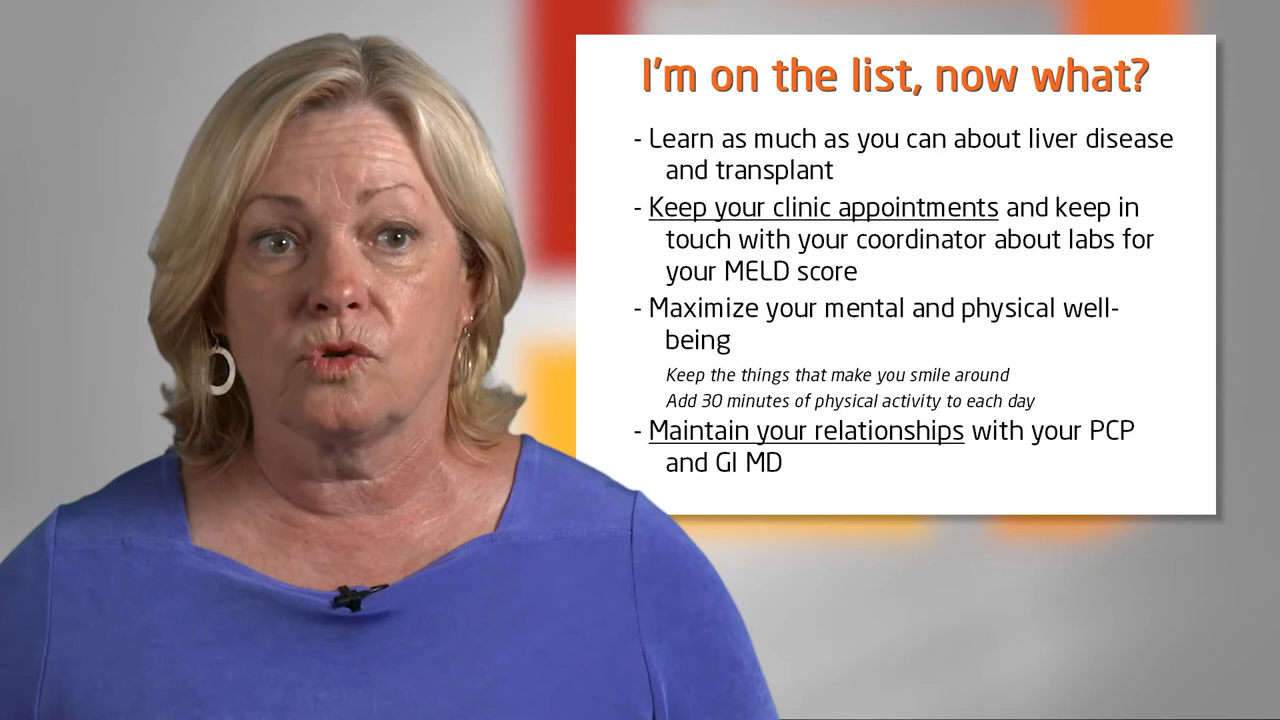 I'm on the list, now what?
- Learn as much as you can about liver disease
and transplant
- Keep your clinic appointments and keep in
touch with your coordinator about labs for
your MELD score
- Maximize your mental and physical well-
being
Keep the things that make you smile around
Add 30 minutes of physical activity to each day
- Maintain your relationships with your PCP
and GI MD